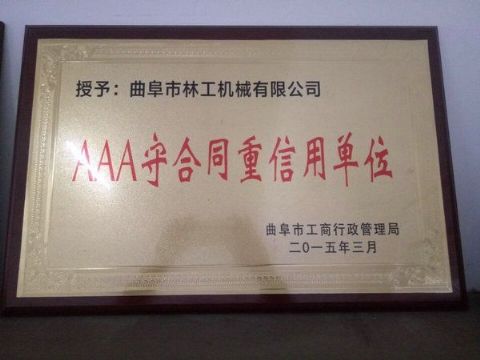 授予：曲阜市林工机械有限公司
AAA守合同重信用单位
曲阜市工商行政管理局
二〇一五年三月